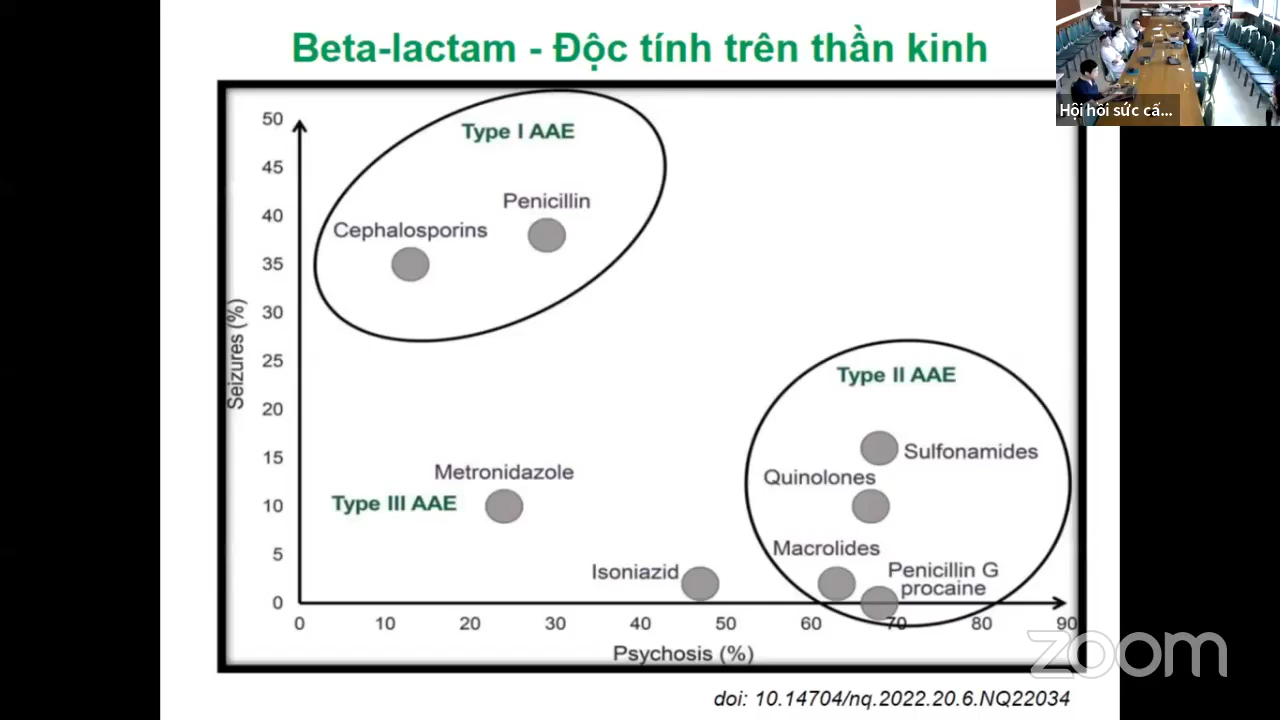 Beta-lactam - Độc tính trên thần kinh
Hội hồi sức cấ...
50
45
40
35
30
25
20
15
10
5
0
Seizures (%)
Type I AAE
Penicillin
Cephalosporins
Type II AAE
Sulfonamides
Quinolones
Metronidazole
Type III AAE
Macrolides
Isoniazid
Penicillin G
procaine
0 10 20 30 40 50 60 70 80 90
Psychosis (%)
zoom
doi: 10.14704/nq.2022.20.6.NQ22034